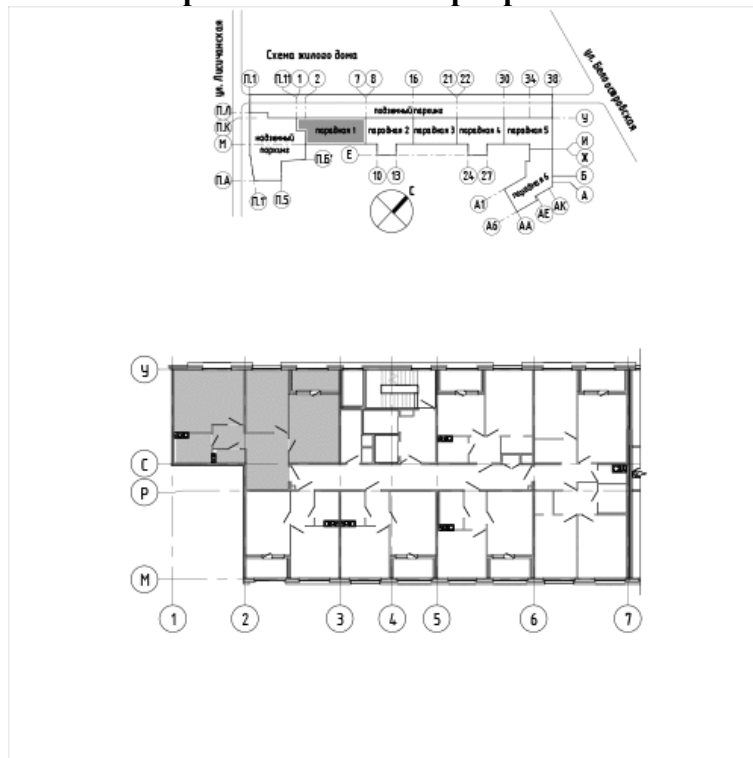 Схема жилого дома
ул. Лисичанская
ул. Белоостровская
П.1
П.11
1
2
7
8
16
21
22
30
34
38
П.Л
П.К
М
П.А
подземный паркинг
надземный
паркинг
парадная 1
парадная 2
парадная 3
парадная 4
парадная 5
парадная 6
У
И
Ж
Б
А
Е
П.Б'
10
13
24
27
П.1'
П.5
С
А1
А6
АА
АЕ
АК
У
С
Р
М
1
2
3
4
5
6
7